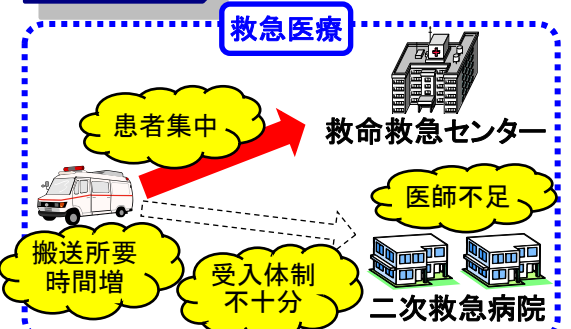 救急医療
患者集中
救命救急センター
医師不足
搬送所要
時間増
受入体制
不十分
二次救急病院